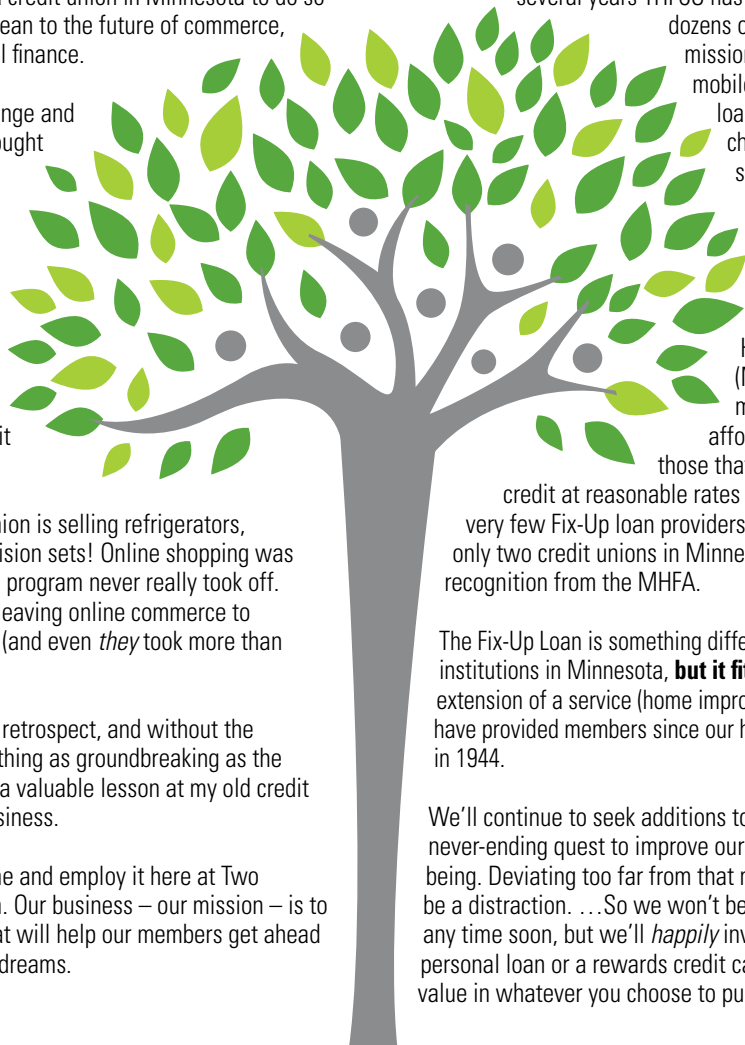 credit union in Minnesota to do so
ean to the future of commerce,
l finance.
nge and
ught
it
ion is selling refrigerators,
ision sets! Online shopping was
program never really took off.
eaving online commerce to
(and even they took more than
retrospect, and without the
thing as groundbreaking as the
a valuable lesson at my old credit
siness.
ne and employ it here at Two
n. Our business – our mission – is to
at will help our members get ahead
dreams.
several years THFCU has
dozens o
mission
mobile
loa
ch
s
H
(M
m
affo
those that
credit at reasonable rates
very few Fix-Up loan providers
only two credit unions in Minne
recognition from the MHFA.
The Fix-Up Loan is something diffe
institutions in Minnesota, but it fi
extension of a service (home impro
have provided members since our h
in 1944.
We’ll continue to seek additions to
never-ending quest to improve our
being. Deviating too far from that m
be a distraction. …So we won’t be
any time soon, but we’ll happily inv
personal loan or a rewards credit ca
value in whatever you choose to pu